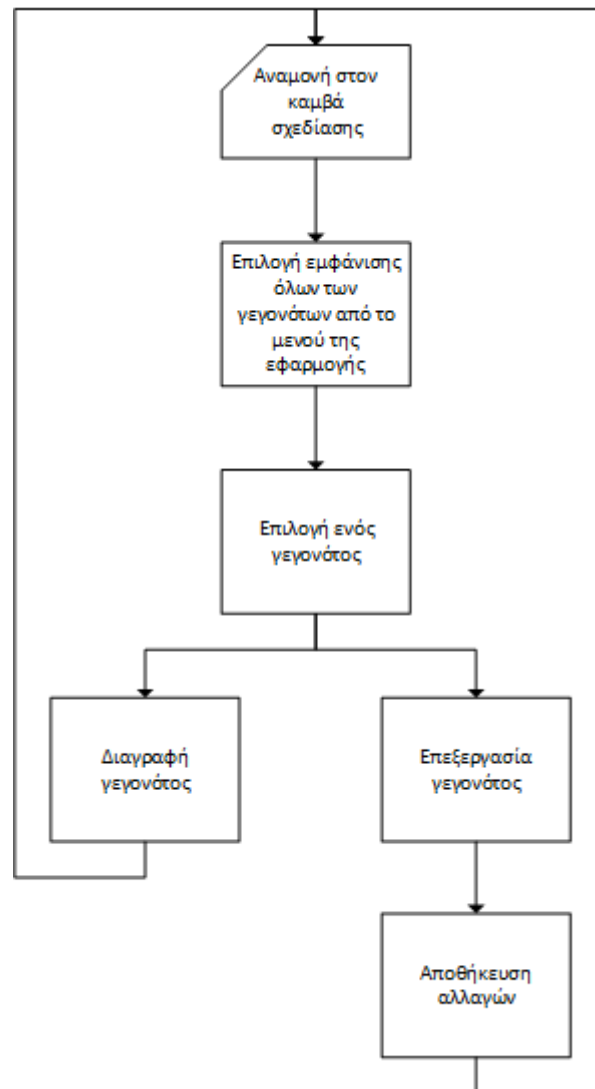 Αναμονή στον
καμβά
σχεδίασης
Επιλογή εμφάνισης
όλων των
γεγονότων από το
μενού της
εφαρμογής
Επιλογή ενός
γεγονότος
Διαγραφή
γεγονότος
Επεξεργασία
γεγονότος
Αποθήκευση
αλλαγών